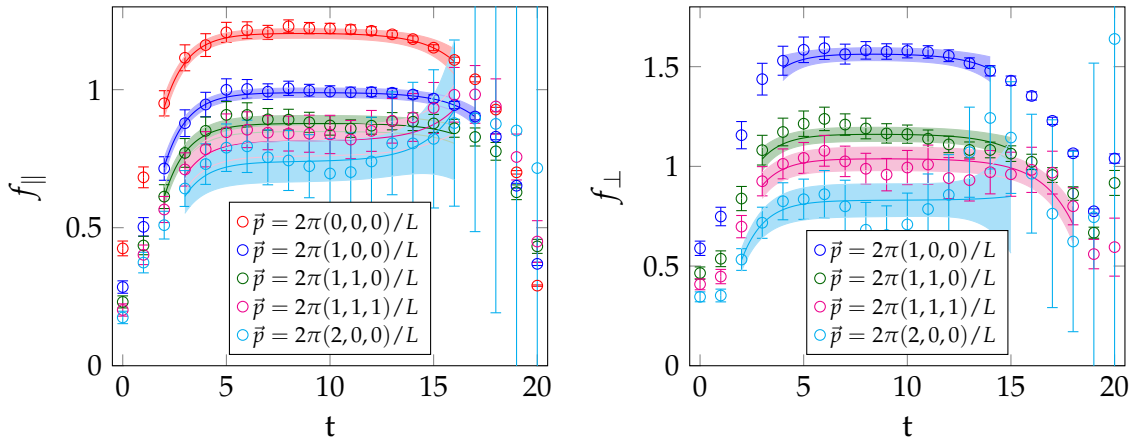 f∥
1
0.5
0
0 5 10 15 20
t
p⃗ = 2π(0,0,0)/L
p⃗ = 2π(1,0,0)/L
p⃗ = 2π(1,1,0)/L
p⃗ = 2π(1,1,1)/L
p⃗ = 2π(2,0,0)/L
f⊥
1.5
1.0
0.5
0
0 5 10 15 20
t
p⃗ = 2π(1,0,0)/L
p⃗ = 2π(1,1,0)/L
p⃗ = 2π(1,1,1)/L
p⃗ = 2π(2,0,0)/L